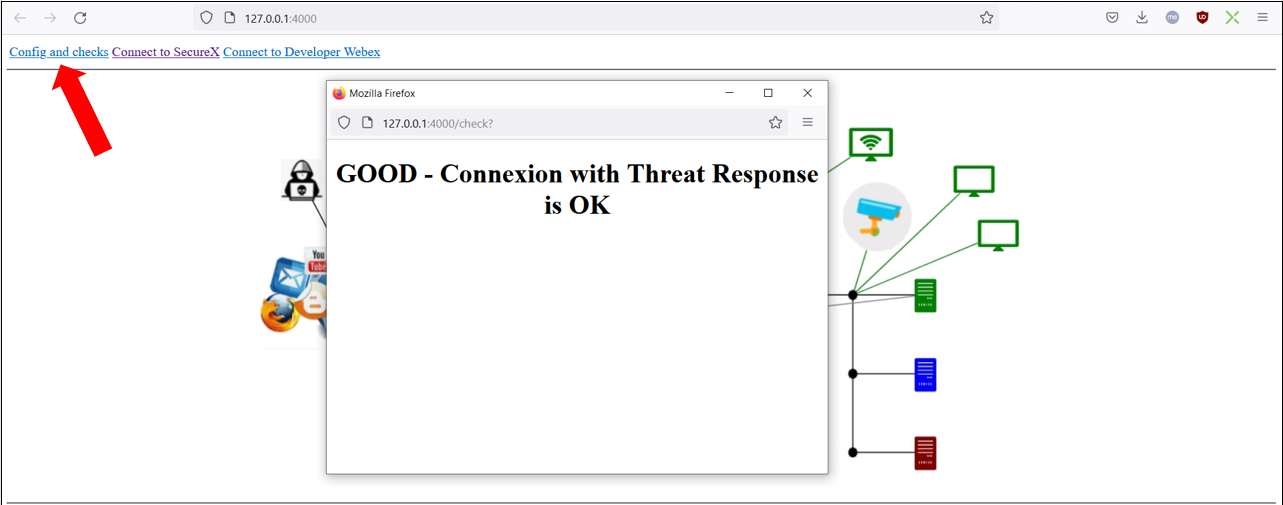 127.0.0.1:4000
Config and checks Connect to SecureX Connect to Developer Webex
Mozilla Firefox
127.0.0.1:4000/check?
GOOD - Connexion with Threat Response
is OK
You
Tube